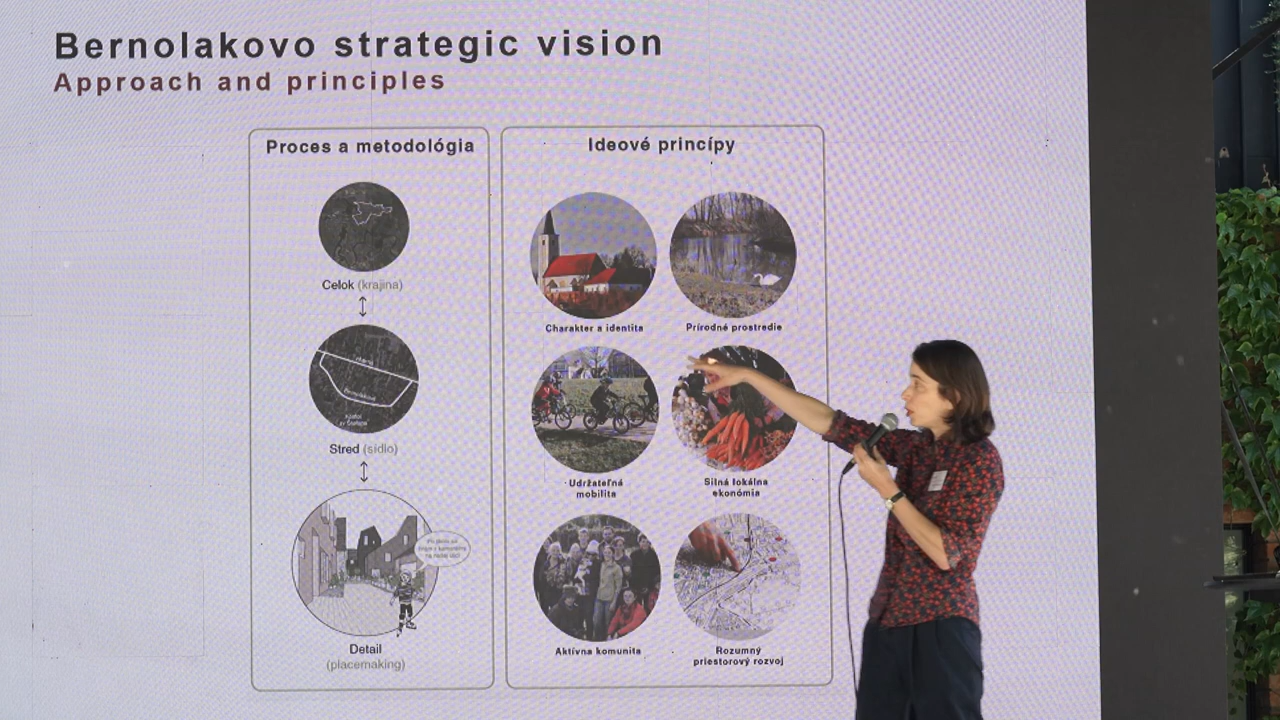 Bernolakovo strategic vision
Approach and principles
Proces a metodológia
Celok (krajina)
Stred (sídlo)
Detail
(placemaking)
Ideové princípy
Charakter a identita
Prírodné prostredie
Udržateľná
mobilita
Silná lokálna
ekonómia
Aktívna komunita
Rozumný
priestorový rozvoj